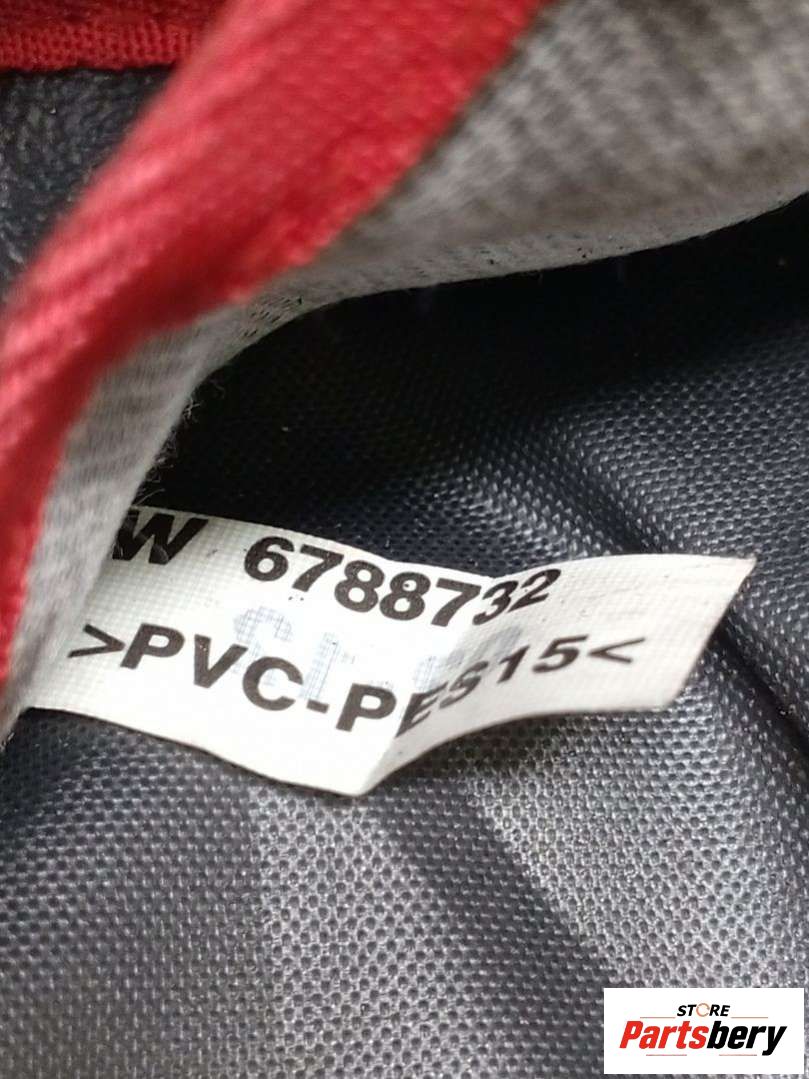 W 6788732
>PVC-PES15<
STORE
Partsbery